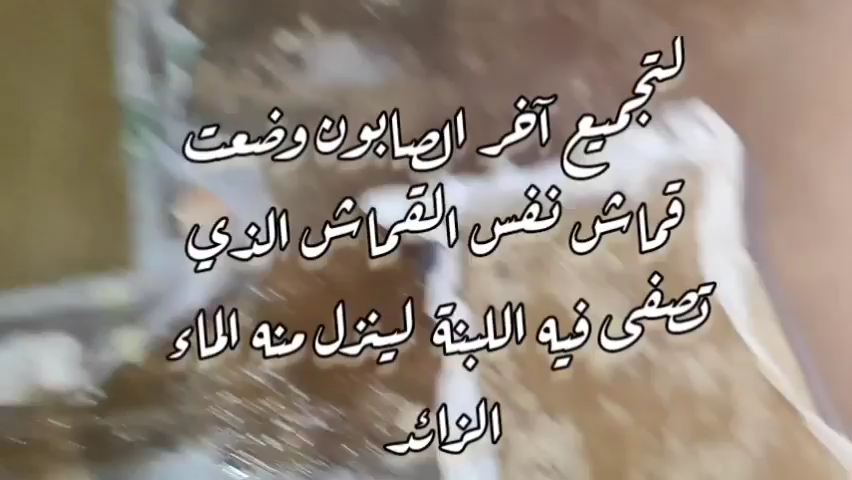 لتجميع آخر الصابون وضعت
قماش نفس القماش الذي
تصفى فيه اللبنة لينزل منه الماء
الزائد